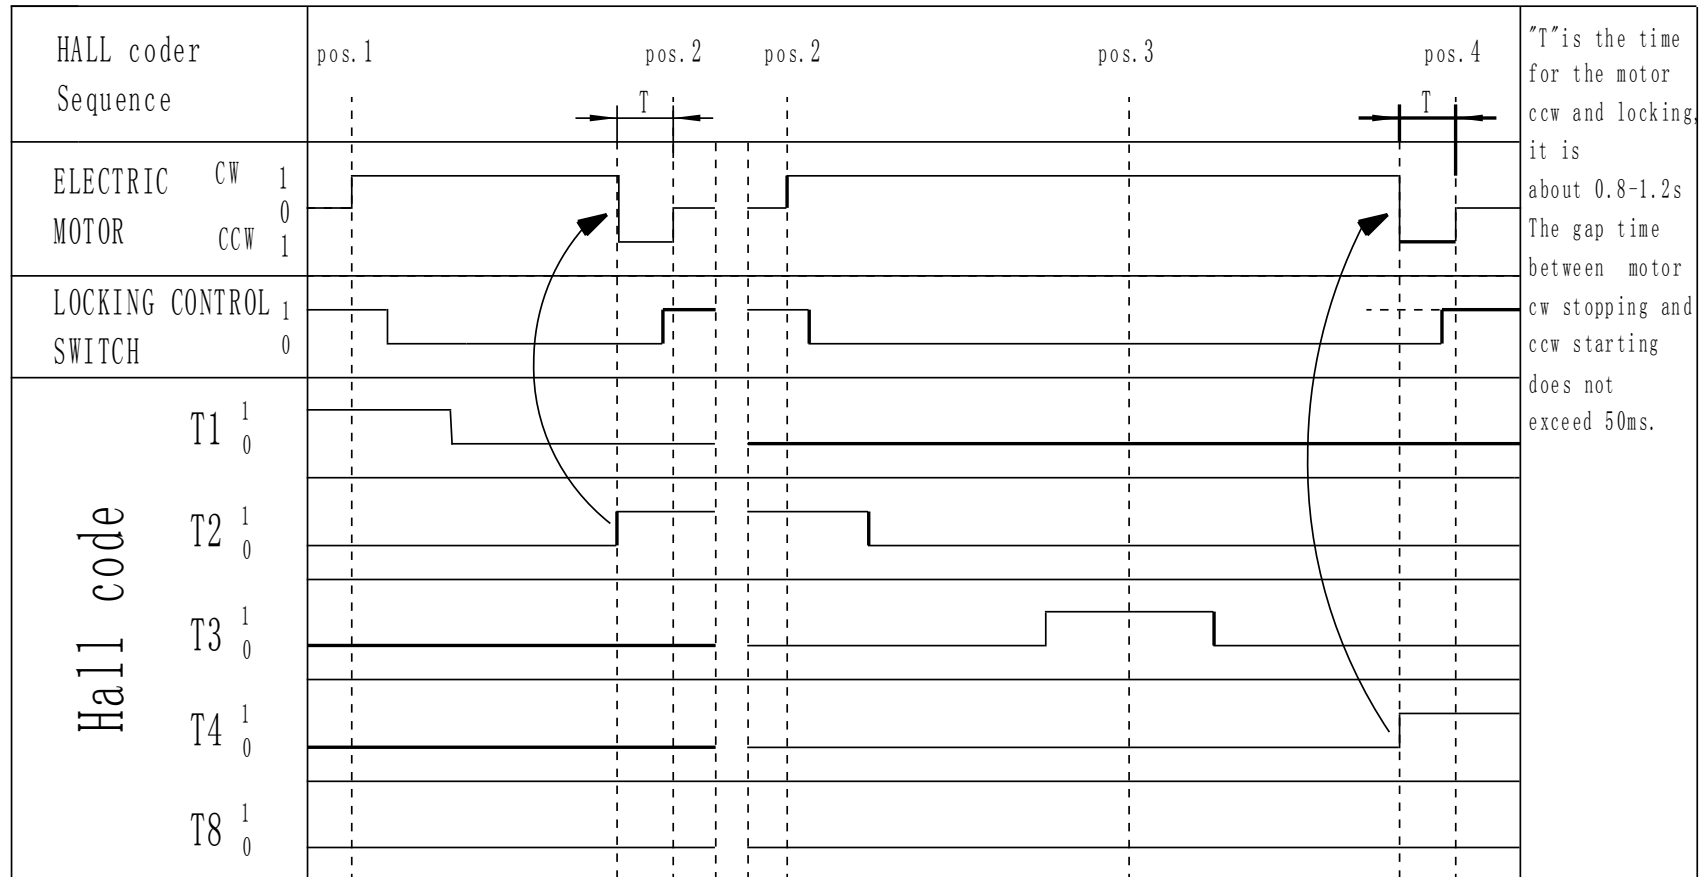 HALL coder
Sequence
pos.1
pos.2
pos.2
pos.3
pos.4
T
T
ELECTRIC
MOTOR
CW 1
0
CCW 1
LOCKING CONTROL 1
SWITCH 0
Hall code
T1 1
0
T2 1
0
T3 1
0
T4 1
0
T8 1
0
"T"is the time
for the motor
ccw and locking,
it is
about 0.8-1.2s
The gap time
between motor
cw stopping and
ccw starting
does not
exceed 50ms.